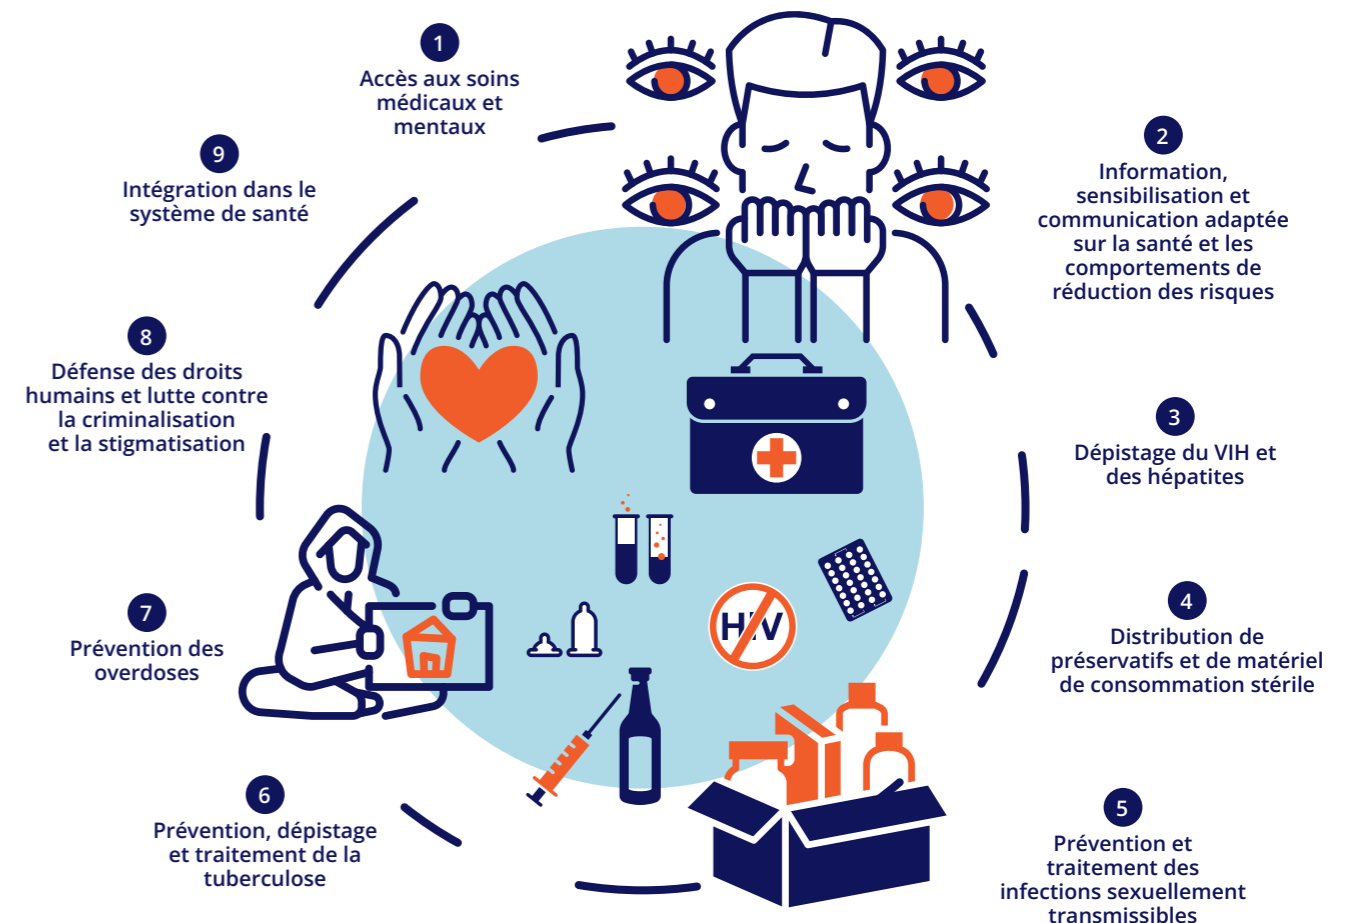 1
Accès aux soins
médicaux et
mentaux
2
Information,
sensibilisation et
communication adaptée
sur la santé et les
comportements de
réduction des risques
3
Dépistage du VIH et
des hépatites
4
Distribution de
préservatifs et de matériel
de consommation stérile
5
Prévention et
traitement des
infections sexuellement
transmissibles
6
Prévention, dépistage
et traitement de la
tuberculose
7
Prévention des
overdoses
8
Défense des droits
humains et lutte contre
la criminalisation
et la stigmatisation
9
Intégration dans le
système de santé
HIV